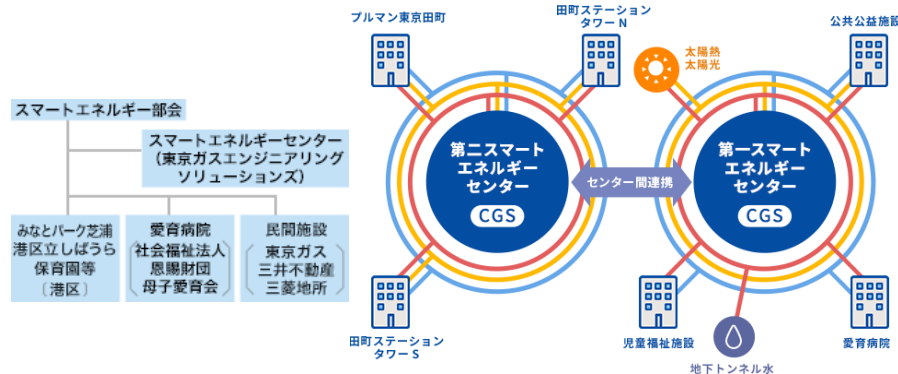 スマートエネルギー部会
スマートエネルギーセンター
（東京ガスエンジニアリング
ソリューションズ）
みなとパーク芝浦
港区立しばうら
保育園等
〔港区〕
愛育病院
社会福祉法人
恩賜財団
母子愛育会
民間施設
東京ガス
三井不動産
三菱地所
プルマン東京田町
田町ステーション
タワーN
太陽熱
太陽光
公共公益施設
第二スマート
エネルギー
センター
CGS
センター間連携
第一スマート
エネルギー
センター
CGS
田町ステーション
タワーS
児童福祉施設
地下トンネル水
愛育病院